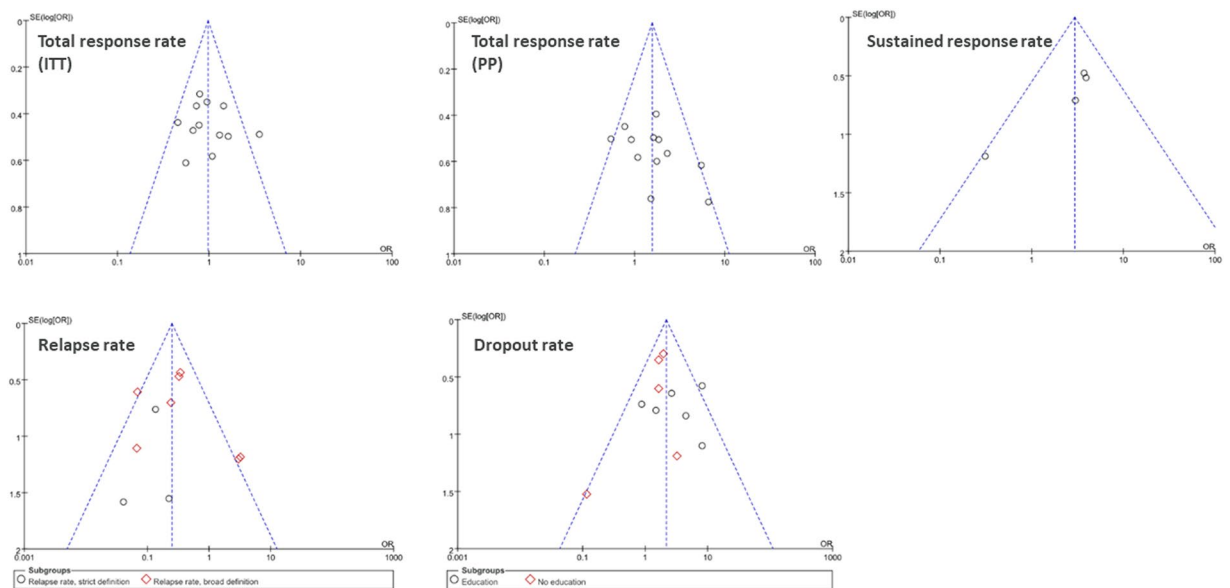 SE(log[OR])
Total response rate
(ITT)
0
0.2
0.4
0.6
0.8
1
0.01
0.1
1
10
100
OR
SE(log[OR])
Total response rate
(PP)
0
0.2
0.4
0.6
0.8
1
0.01
0.1
1
10
100
OR
SE(log[OR])
Sustained response rate
0
0.5
1
1.5
2
0.01
0.1
1
10
100
OR
SE(log[OR])
Relapse rate
0
0.5
1
1.5
2
0.001
0.1
1
10
1000
OR
Subgroups
Relapse rate, strict definition
Relapse rate, broad definition
SE(log[OR])
Dropout rate
0
0.5
1
1.5
2
0.001
0.1
1
10
1000
OR
Subgroups
Education
No education